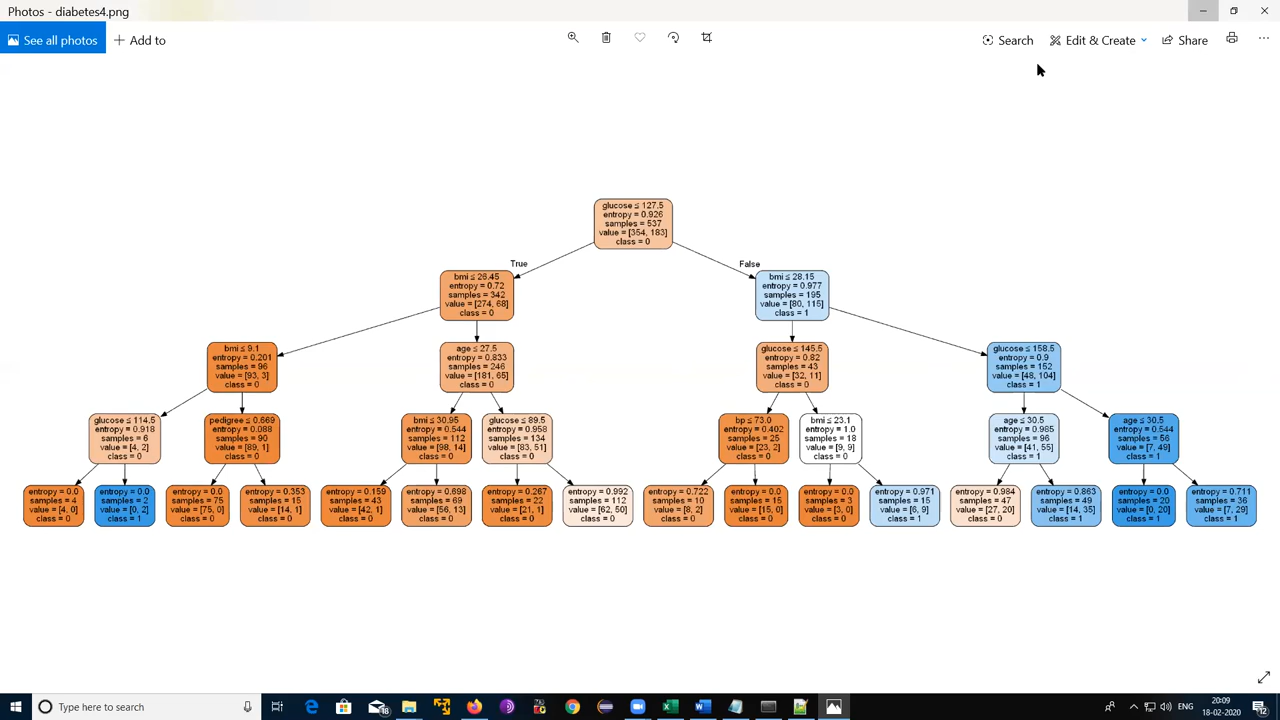 Photos - diabetes4.png
See all photos
Add to
Search
Edit & Create
Share
glucose ≤ 127.5
entropy = 0.926
samples = 537
value = [354, 183]
class = 0
True
False
bmi ≤ 26.45
entropy = 0.72
samples = 342
value = [274, 68]
class = 0
bmi ≤ 28.15
entropy = 0.977
samples = 195
value = [80, 115]
class = 1
bmi ≤ 9.1
entropy = 0.201
samples = 96
value = [93, 3]
class = 0
age ≤ 27.5
entropy = 0.833
samples = 246
value = [181, 65]
class = 0
glucose ≤ 145.5
entropy = 0.82
samples = 43
value = [32, 11]
class = 0
glucose ≤ 158.5
entropy = 0.9
samples = 152
value = [48, 104]
class = 1
glucose ≤ 114.5
entropy = 0.918
samples = 6
value = [4, 2]
class = 0
pedigree ≤ 0.669
entropy = 0.088
samples = 90
value = [89, 1]
class = 0
bmi ≤ 30.95
entropy = 0.544
samples = 112
value = [98, 14]
class = 0
glucose ≤ 89.5
entropy = 0.958
samples = 134
value = [83, 51]
class = 0
bp ≤ 73.0
entropy = 0.402
samples = 25
value = [23, 2]
class = 0
bmi ≤ 23.1
entropy = 1.0
samples = 18
value = [9, 9]
class = 0
age ≤ 30.5
entropy = 0.985
samples = 96
value = [41, 55]
class = 1
age ≤ 30.5
entropy = 0.544
samples = 56
value = [7, 49]
class = 1
entropy = 0.0
samples = 4
value = [4, 0]
class = 0
entropy = 0.0
samples = 2
value = [0, 2]
class = 1
entropy = 0.0
samples = 75
value = [75, 0]
class = 0
entropy = 0.353
samples = 15
value = [14, 1]
class = 0
entropy = 0.159
samples = 43
value = [42, 1]
class = 0
entropy = 0.698
samples = 69
value = [56, 13]
class = 0
entropy = 0.267
samples = 22
value = [21, 1]
class = 0
entropy = 0.992
samples = 112
value = [62, 50]
class = 0
entropy = 0.722
samples = 10
value = [8, 2]
class = 0
entropy = 0.0
samples = 15
value = [15, 0]
class = 0
entropy = 0.0
samples = 3
value = [3, 0]
class = 0
entropy = 0.971
samples = 15
value = [6, 9]
class = 1
entropy = 0.984
samples = 47
value = [27, 20]
class = 0
entropy = 0.863
samples = 49
value = [14, 35]
class = 1
entropy = 0.0
samples = 20
value = [0, 20]
class = 1
entropy = 0.711
samples = 36
value = [7, 29]
class = 1
Type here to search
18
ENG
20:09
18-02-2020
12